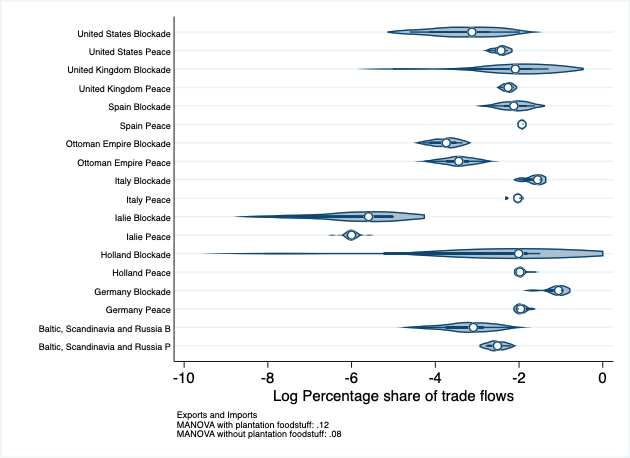 United States Blockade
United States Peace
United Kingdom Blockade
United Kingdom Peace
Spain Blockade
Spain Peace
Ottoman Empire Blockade
Ottoman Empire Peace
Italy Blockade
Italy Peace
Ialie Blockade
Ialie Peace
Holland Blockade
Holland Peace
Germany Blockade
Germany Peace
Baltic, Scandinavia and Russia B
Baltic, Scandinavia and Russia P
-10 -8 -6 -4 -2 0
Log Percentage share of trade flows
Exports and Imports
MANOVA with plantation foodstuff: .12
MANOVA without plantation foodstuff: .08